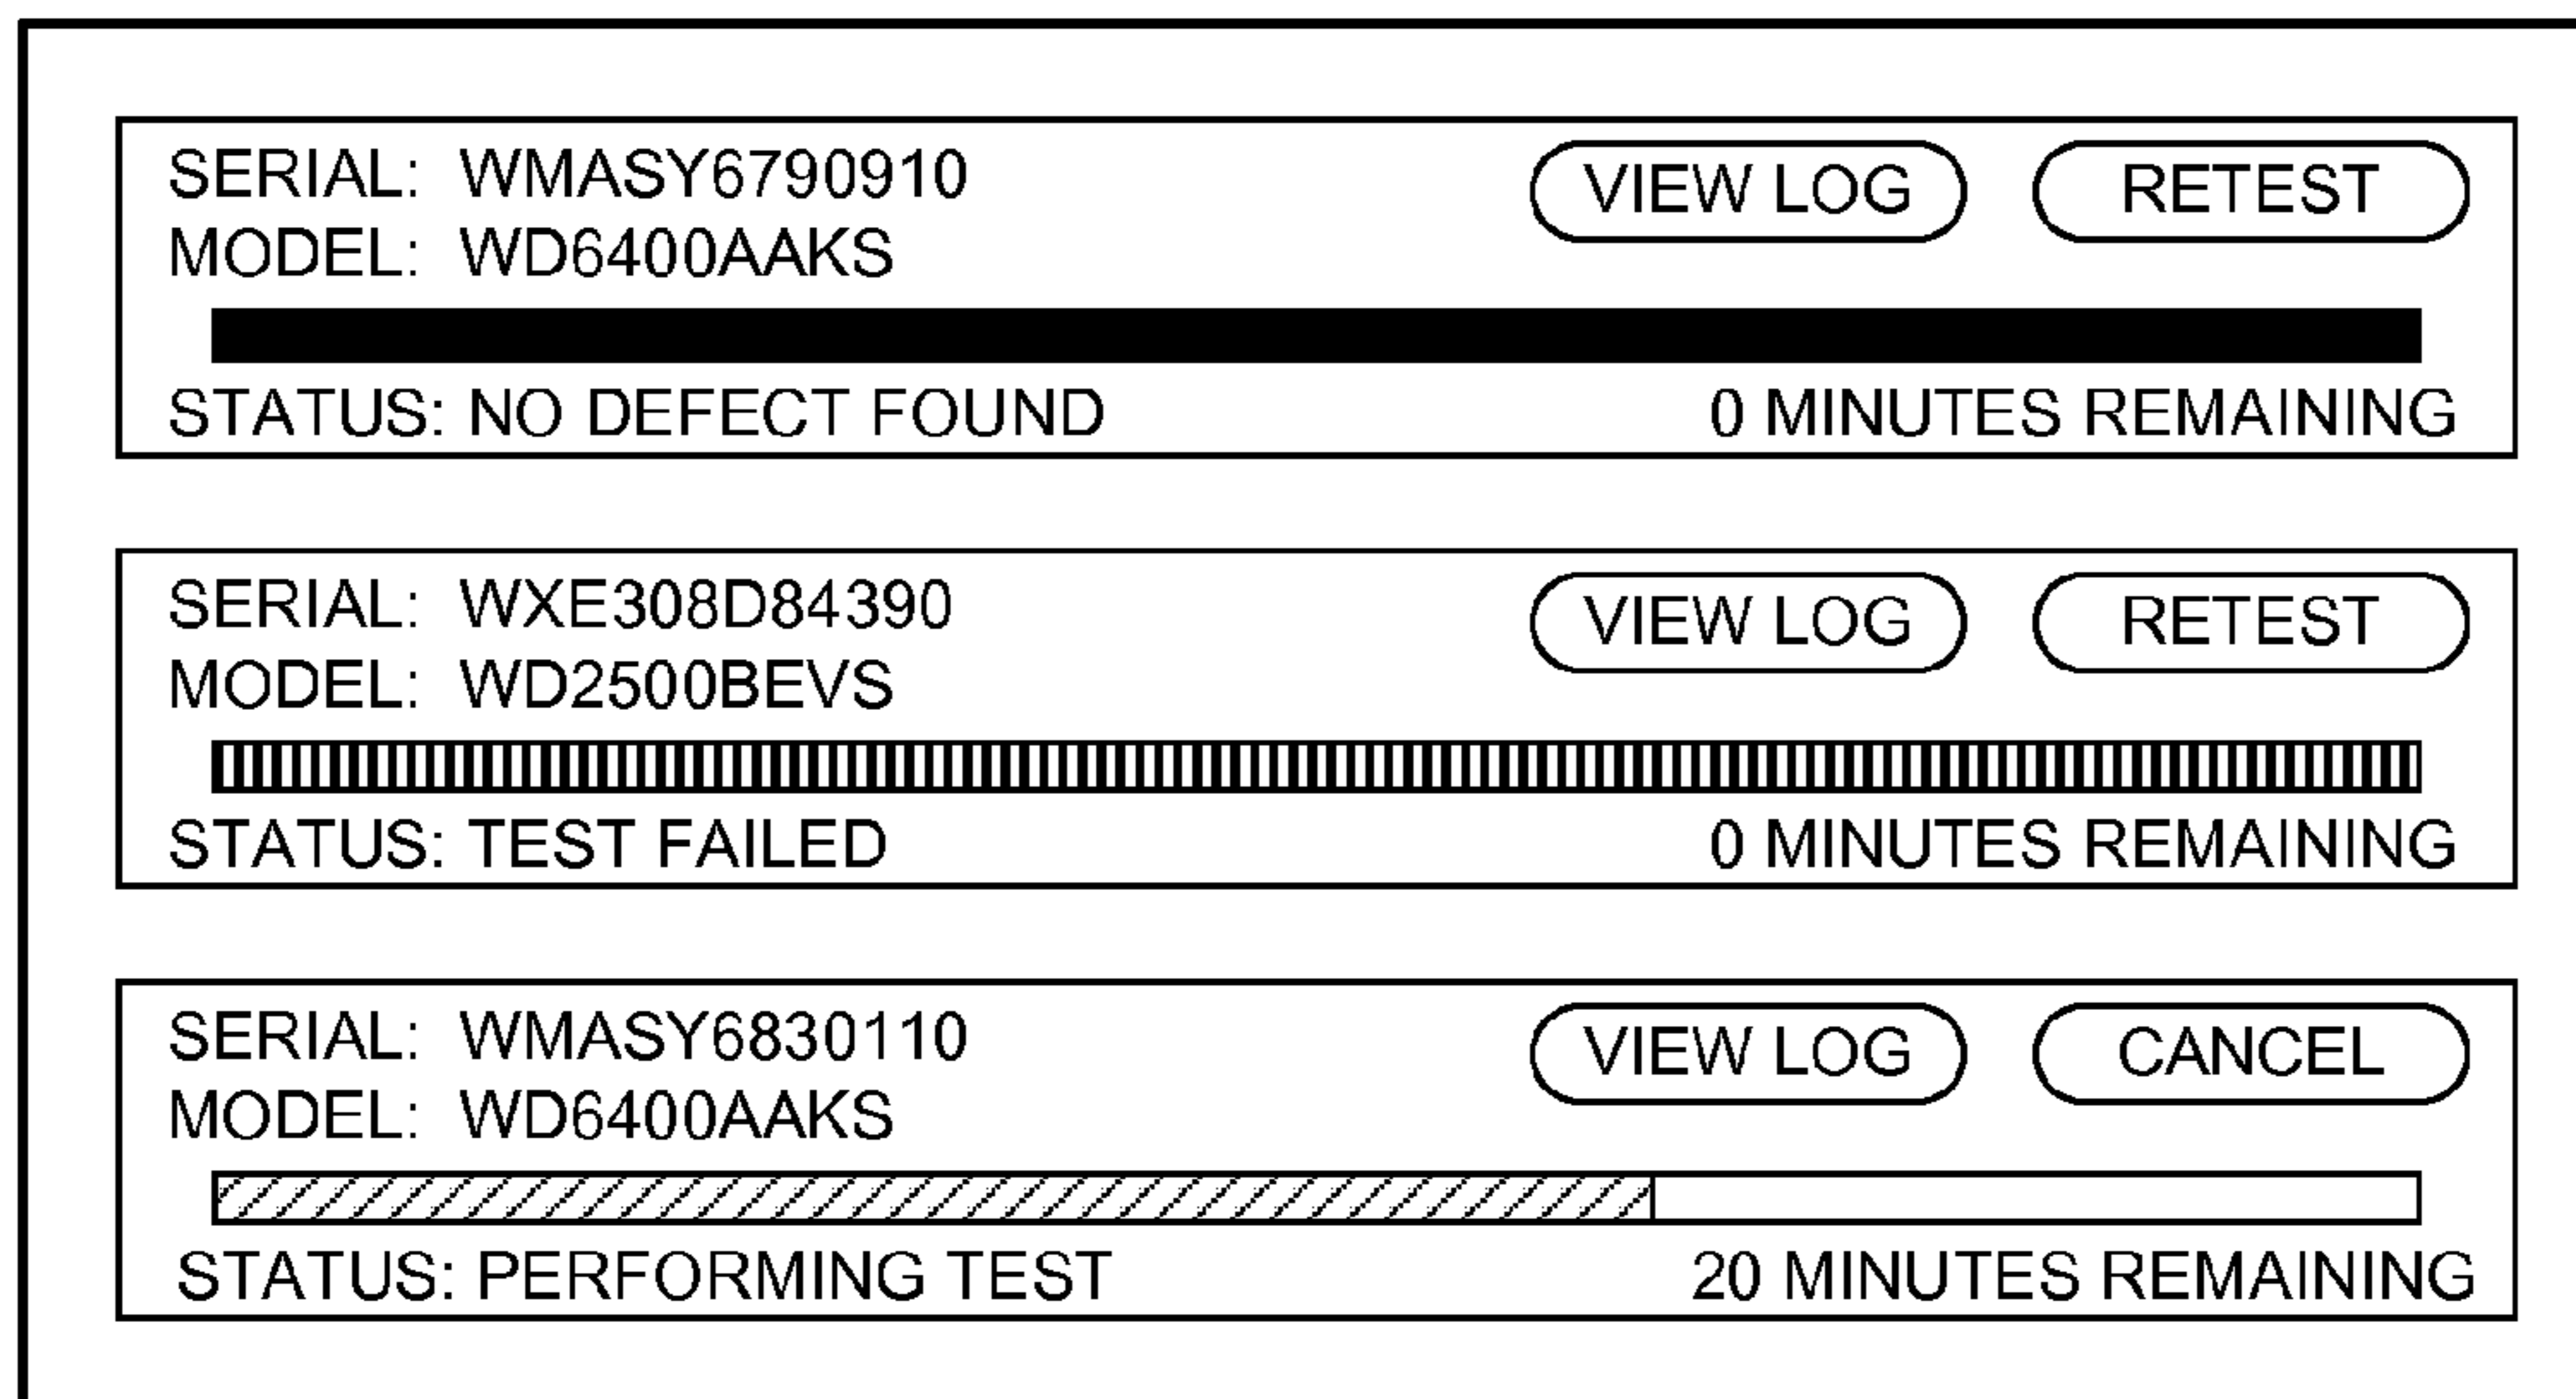 SERIAL: WMASY6790910 VIEW LOG RETEST
MODEL: WD6400AAKS
STATUS: NO DEFECT FOUND 0 MINUTES REMAINING
SERIAL: WXE308D84390 VIEW LOG RETEST
MODEL: WD2500BEVS
STATUS: TEST FAILED 0 MINUTES REMAINING
SERIAL: WMASY6830110 VIEW LOG CANCEL
MODEL: WD6400AAKS
STATUS: PERFORMING TEST 20 MINUTES REMAINING